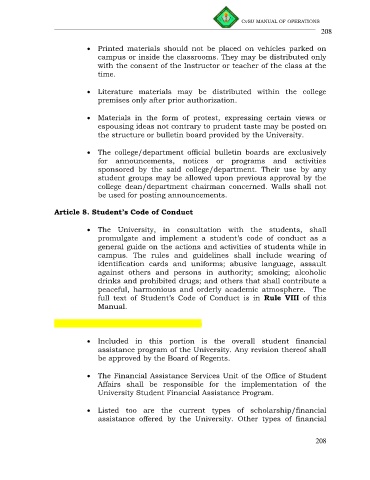 CvSU MANUAL OF OPERATIONS
208
• Printed materials should not be placed on vehicles parked on
campus or inside the classrooms. They may be distributed only
with the consent of the Instructor or teacher of the class at the
time.
• Literature materials may be distributed within the college
premises only after prior authorization.
• Materials in the form of protest, expressing certain views or
espousing ideas not contrary to prudent taste may be posted on
the structure or bulletin board provided by the University.
• The college/department official bulletin boards are exclusively
for announcements, notices or programs and activities
sponsored by the said college/department. Their use by any
student groups may be allowed upon previous approval by the
college dean/department chairman concerned. Walls shall not
be used for posting announcements.
Article 8. Student's Code of Conduct
• The University, in consultation with the students, shall
promulgate and implement a student's code of conduct as a
general guide on the actions and activities of students while in
campus. The rules and guidelines shall include wearing of
identification cards and uniforms; abusive language, assault
against others and persons in authority; smoking; alcoholic
drinks and prohibited drugs; and others that shall contribute a
peaceful, harmonious and orderly academic atmosphere. The
full text of Student's Code of Conduct is in Rule VIII of this
Manual.
• Included in this portion is the overall student financial
assistance program of the University. Any revision thereof shall
be approved by the Board of Regents.
• The Financial Assistance Services Unit of the Office of Student
Affairs shall be responsible for the implementation of the
University Student Financial Assistance Program.
• Listed too are the current types of scholarship/financial
assistance offered by the University. Other types of financial
208